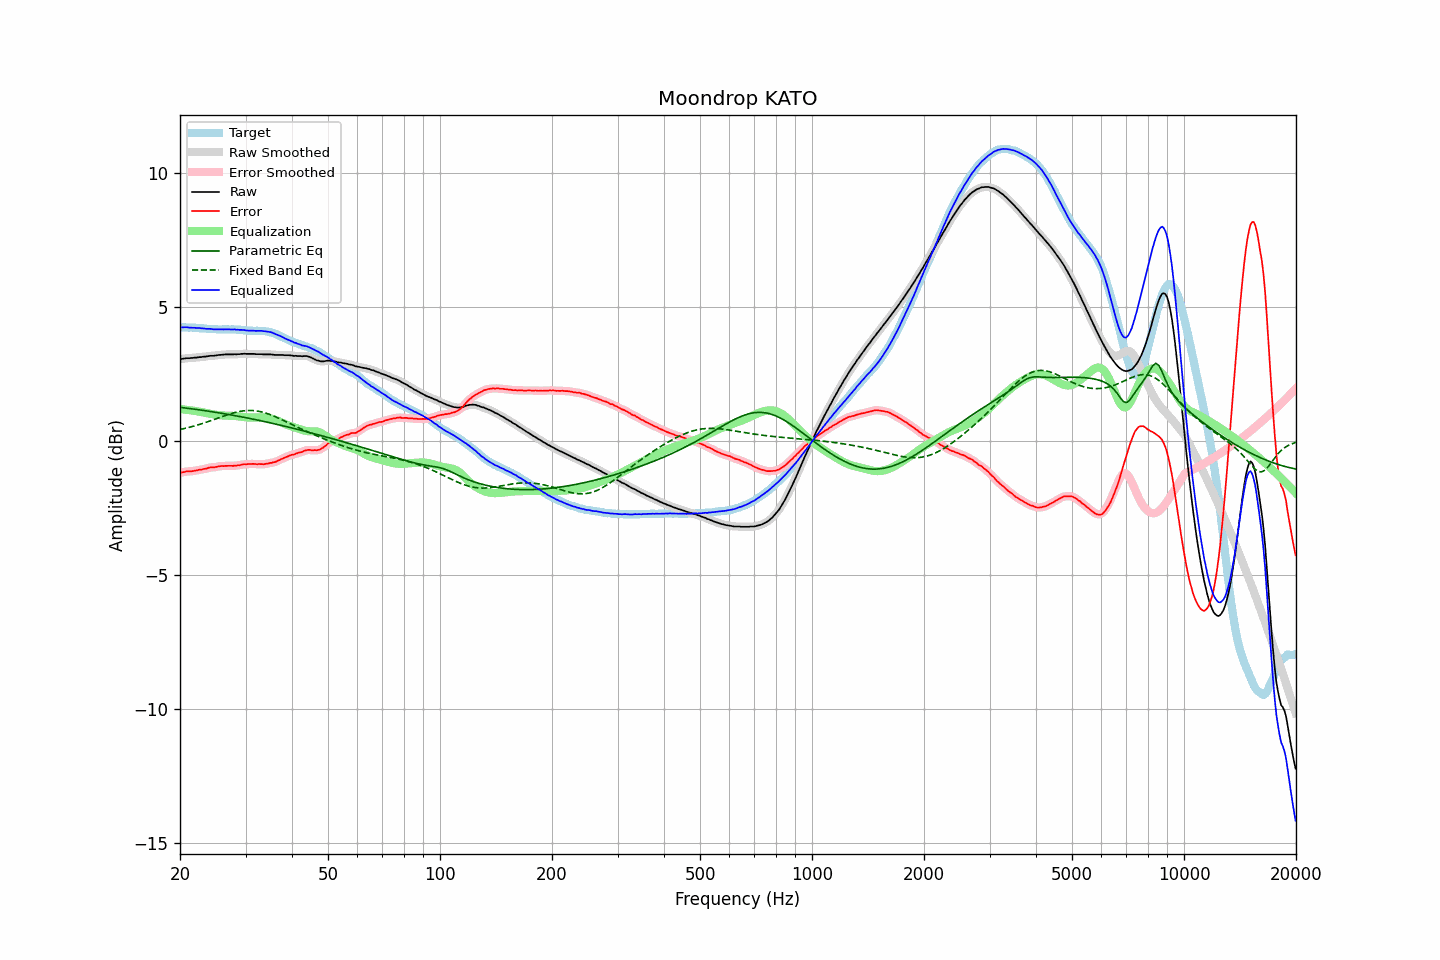 Moondrop KATO
Target
Raw Smoothed
Error Smoothed
Raw
Error
Equalization
Parametric Eq
Fixed Band Eq
Equalized
10
5
0
−5
−10
−15
Amplitude (dBr)
20 50 100 200 500 1000 2000 5000 10000 20000
Frequency (Hz)